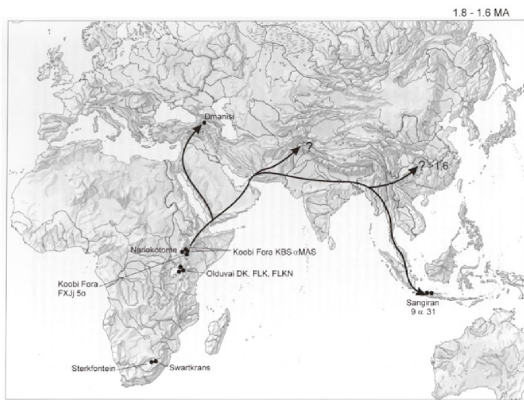 1.8 - 1.6 MA
Dmanisi
?
? >1.6
Nariokotome
Koobi Fora KBS αMAS
Koobi Fora
FXJj 5α
Olduvai DK, FLK, FLKN
Sangiran
9 α 31
Sterkfontein
Swartkrans